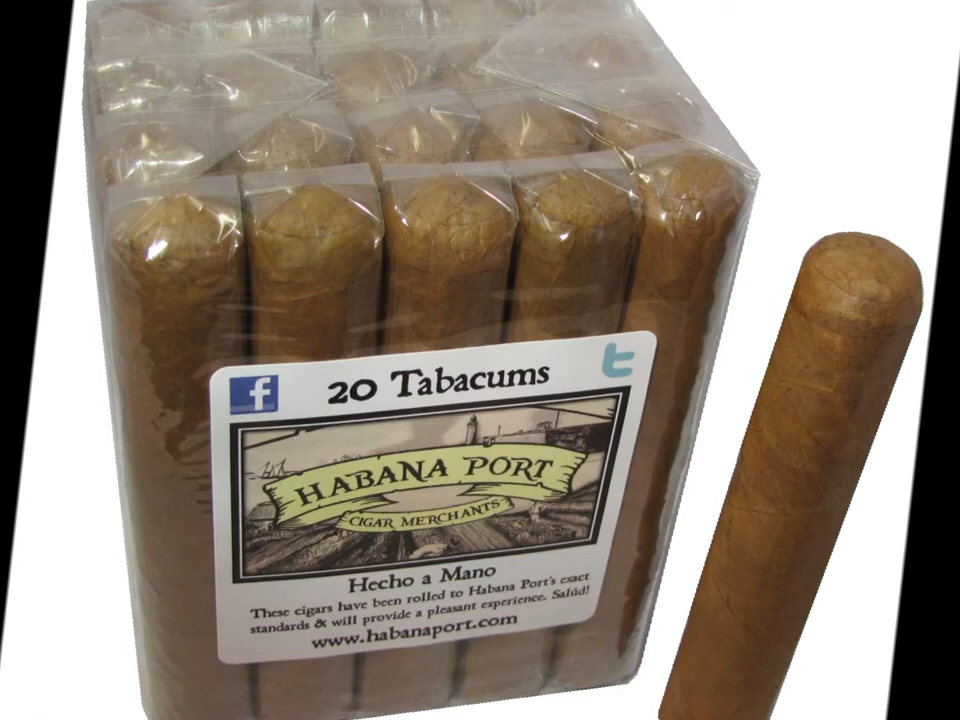 20 Tabacums
HABANA PORT
CIGAR MERCHANTS
Hecho a Mano
These cigars have been rolled to Habana Port's exact
standards & will provide a pleasant experience. Salúd!
www.habanaport.com